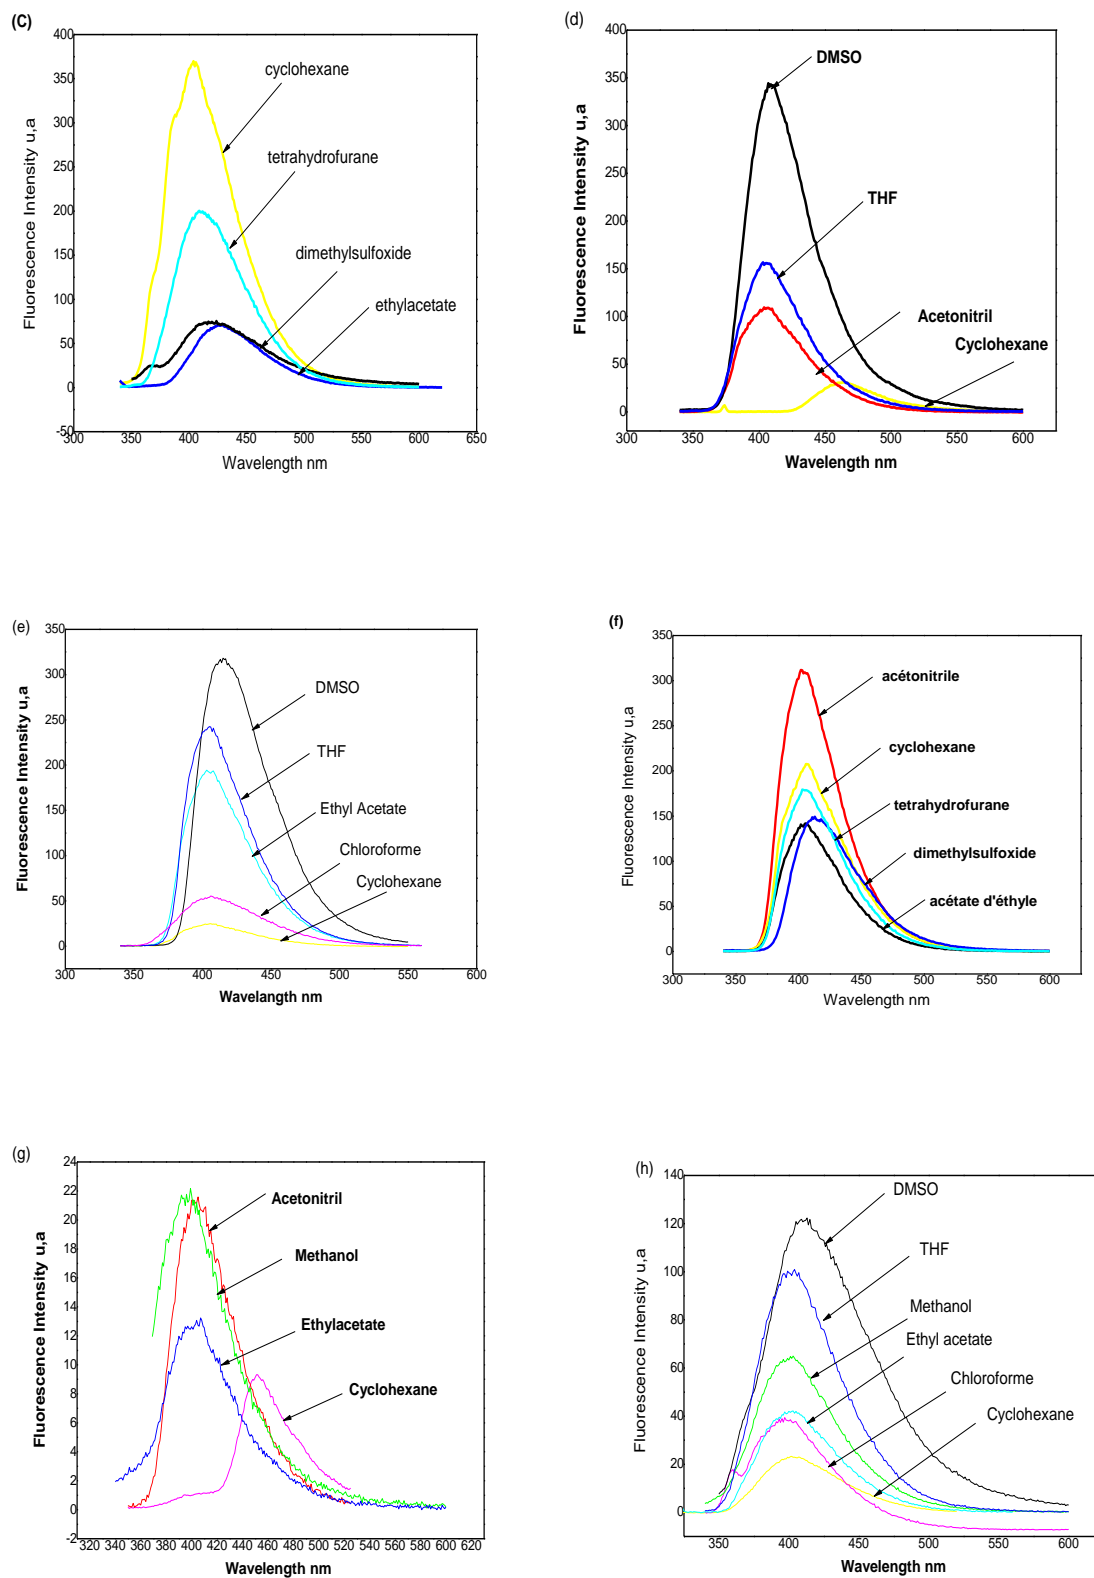 (C)
400
350
300
250
200
150
100
50
0
-50
Fluorescence Intensity u,a
cyclohexane
tetrahydrofurane
dimethylsulfoxide
ethylacetate
300 350 400 450 500 550 600 650
Wavelength nm
(d)
400
350
300
250
200
150
100
50
0
Fluorescence Intensity u,a
DMSO
THF
Acetonitril
Cyclohexane
300 350 400 450 500 550 600
Wavelength nm
(e)
350
300
250
200
150
100
50
0
Fluorescence Intensity u,a
DMSO
THF
Ethyl Acetate
Chloroforme
Cyclohexane
300 350 400 450 500 550 600
Wavelangth nm
(f)
350
300
250
200
150
100
50
0
Fluorescence Intensity u,a
acétonitrile
cyclohexane
tetrahydrofurane
dimethylsulfoxide
acétate d'éthyle
300 350 400 450 500 550 600
Wavelength nm
(g)
24
22
20
18
16
14
12
10
8
6
4
2
0
-2
Fluorescence Intensity u,a
Acetonitril
Methanol
Ethylacetate
Cyclohexane
320 340 360 380 400 420 440 460 480 500 520 540 560 580 600 620
Wavelength nm
(h)
140
120
100
80
60
40
20
0
Fluorescence Intensity u,a
DMSO
THF
Methanol
Ethyl acetate
Chloroforme
Cyclohexane
350 400 450 500 550 600
Wavelength nm